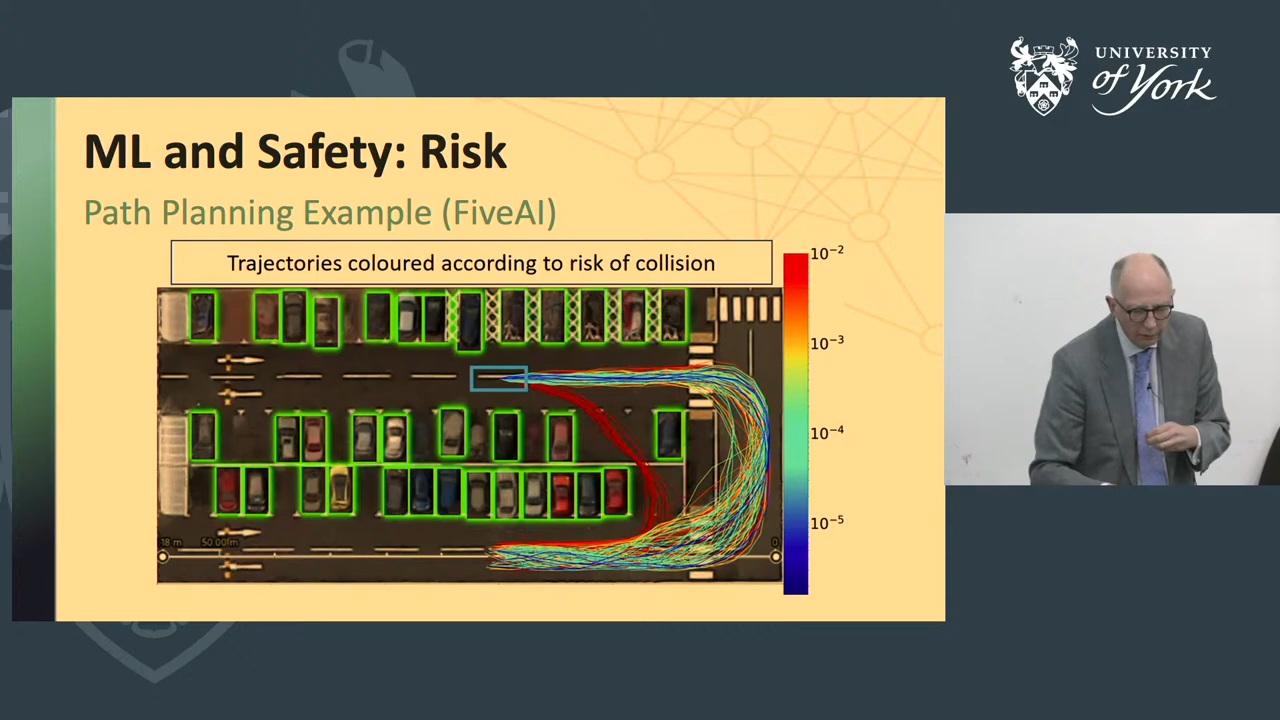 UNIVERSITY
of York
ML and Safety: Risk
Path Planning Example (FiveAI)
Trajectories coloured according to risk of collision
10⁻²
10⁻³
10⁻⁴
10⁻⁵
18 m